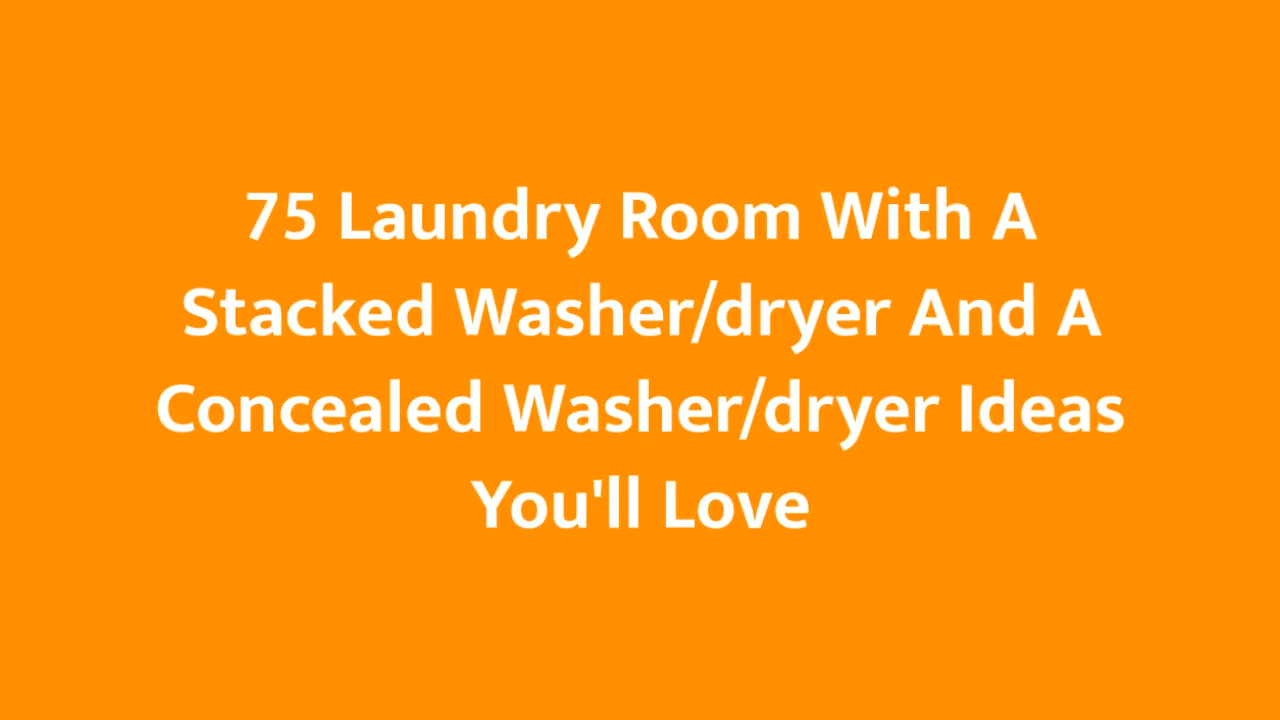 75 Laundry Room With A
Stacked Washer/dryer And A
Concealed Washer/dryer Ideas
You'll Love